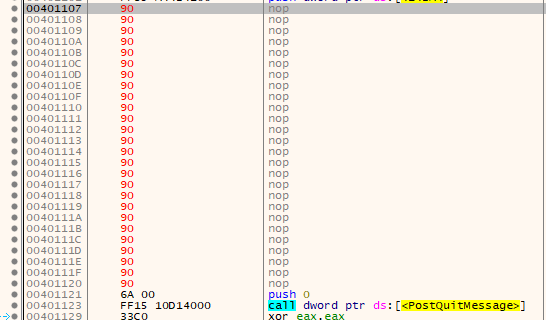 push dword ptr ds:[
00401107 90 nop
00401108 90 nop
00401109 90 nop
0040110A 90 nop
0040110B 90 nop
0040110C 90 nop
0040110D 90 nop
0040110E 90 nop
0040110F 90 nop
00401110 90 nop
00401111 90 nop
00401112 90 nop
00401113 90 nop
00401114 90 nop
00401115 90 nop
00401116 90 nop
00401117 90 nop
00401118 90 nop
00401119 90 nop
0040111A 90 nop
0040111B 90 nop
0040111C 90 nop
0040111D 90 nop
0040111E 90 nop
0040111F 90 nop
00401120 90 nop
00401121 6A 00 push 0
00401123 FF15 10D14000 call dword ptr ds:[<PostQuitMessage>]
00401129 33C0 xor eax,eax